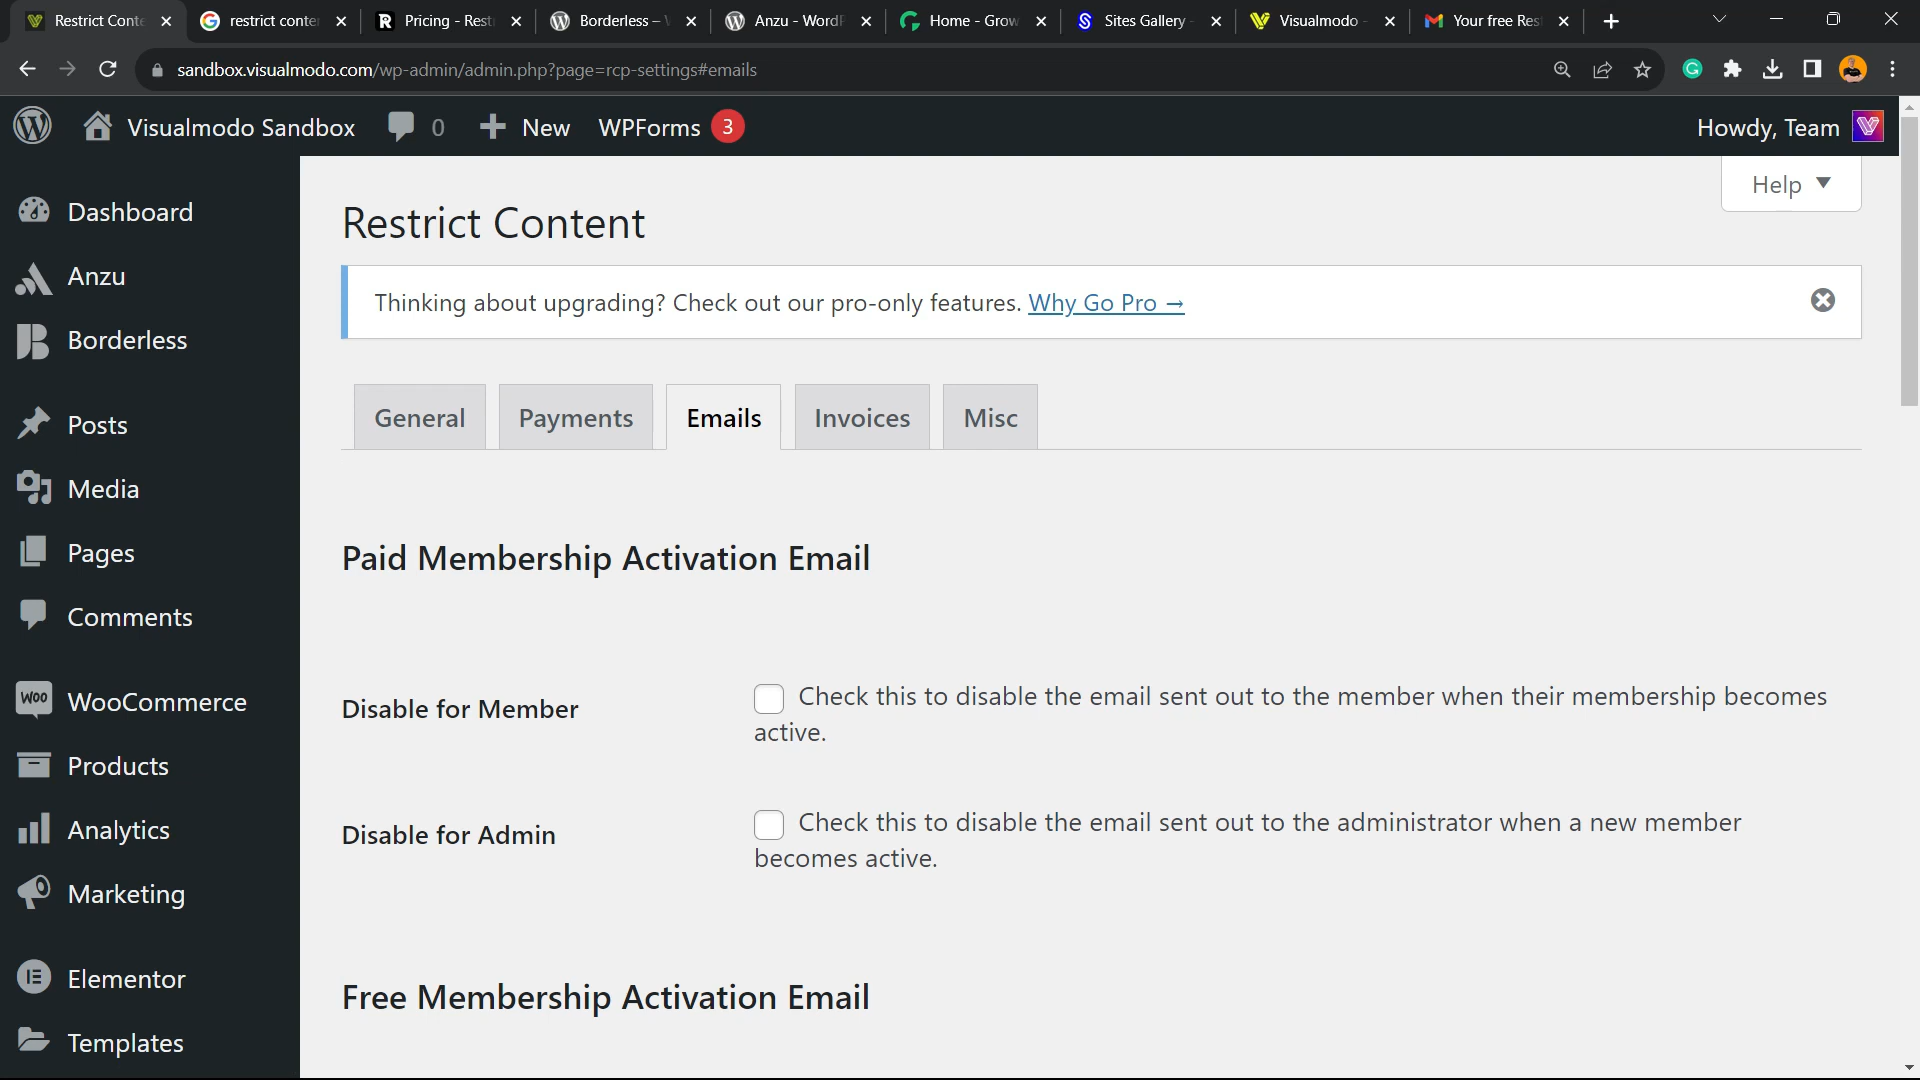 Restrict Conte
restrict conter
Pricing - Rest
Borderless –
Anzu - WordP
Home - Grow
Sites Gallery -
Visualmodo -
Your free Res
sandbox.visualmodo.com/wp-admin/admin.php?page=rcp-settings#emails
Visualmodo Sandbox
0
New
WPForms 3
Howdy, Team
Help
Dashboard
Anzu
Borderless
Posts
Media
Pages
Comments
WooCommerce
Products
Analytics
Marketing
Elementor
Templates
Restrict Content
Thinking about upgrading? Check out our pro-only features. Why Go Pro →
General
Payments
Emails
Invoices
Misc
Paid Membership Activation Email
Disable for Member
Check this to disable the email sent out to the member when their membership becomes
active.
Disable for Admin
Check this to disable the email sent out to the administrator when a new member
becomes active.
Free Membership Activation Email